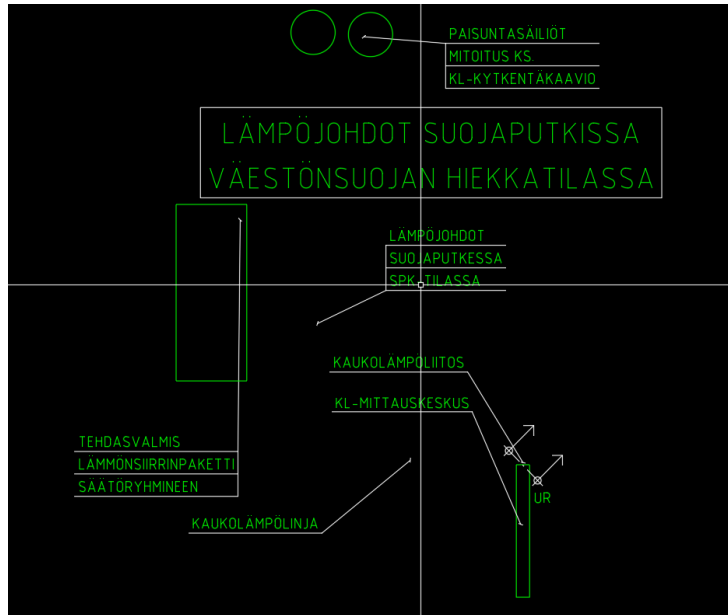 PAISUNTASÄILIÖT
MITOITUS KS.
KL-KYTKENTÄKAAVIO
LÄMPÖJOHDOT SUOJAPUTKISSA
VÄESTÖNSUOJAN HIEKKATILASSA
LÄMPÖJOHDOT
SUOJAPUTKESSA
SPK-TILASSA
KAUKOLÄMPÖLIITOS
KL-MITTAUSKESKUS
TEHDASVALMIS
LÄMMÖNSIIRRINPAKETTI
SÄÄTÖRYHMINEEN
UR
KAUKOLÄMPÖLINJA